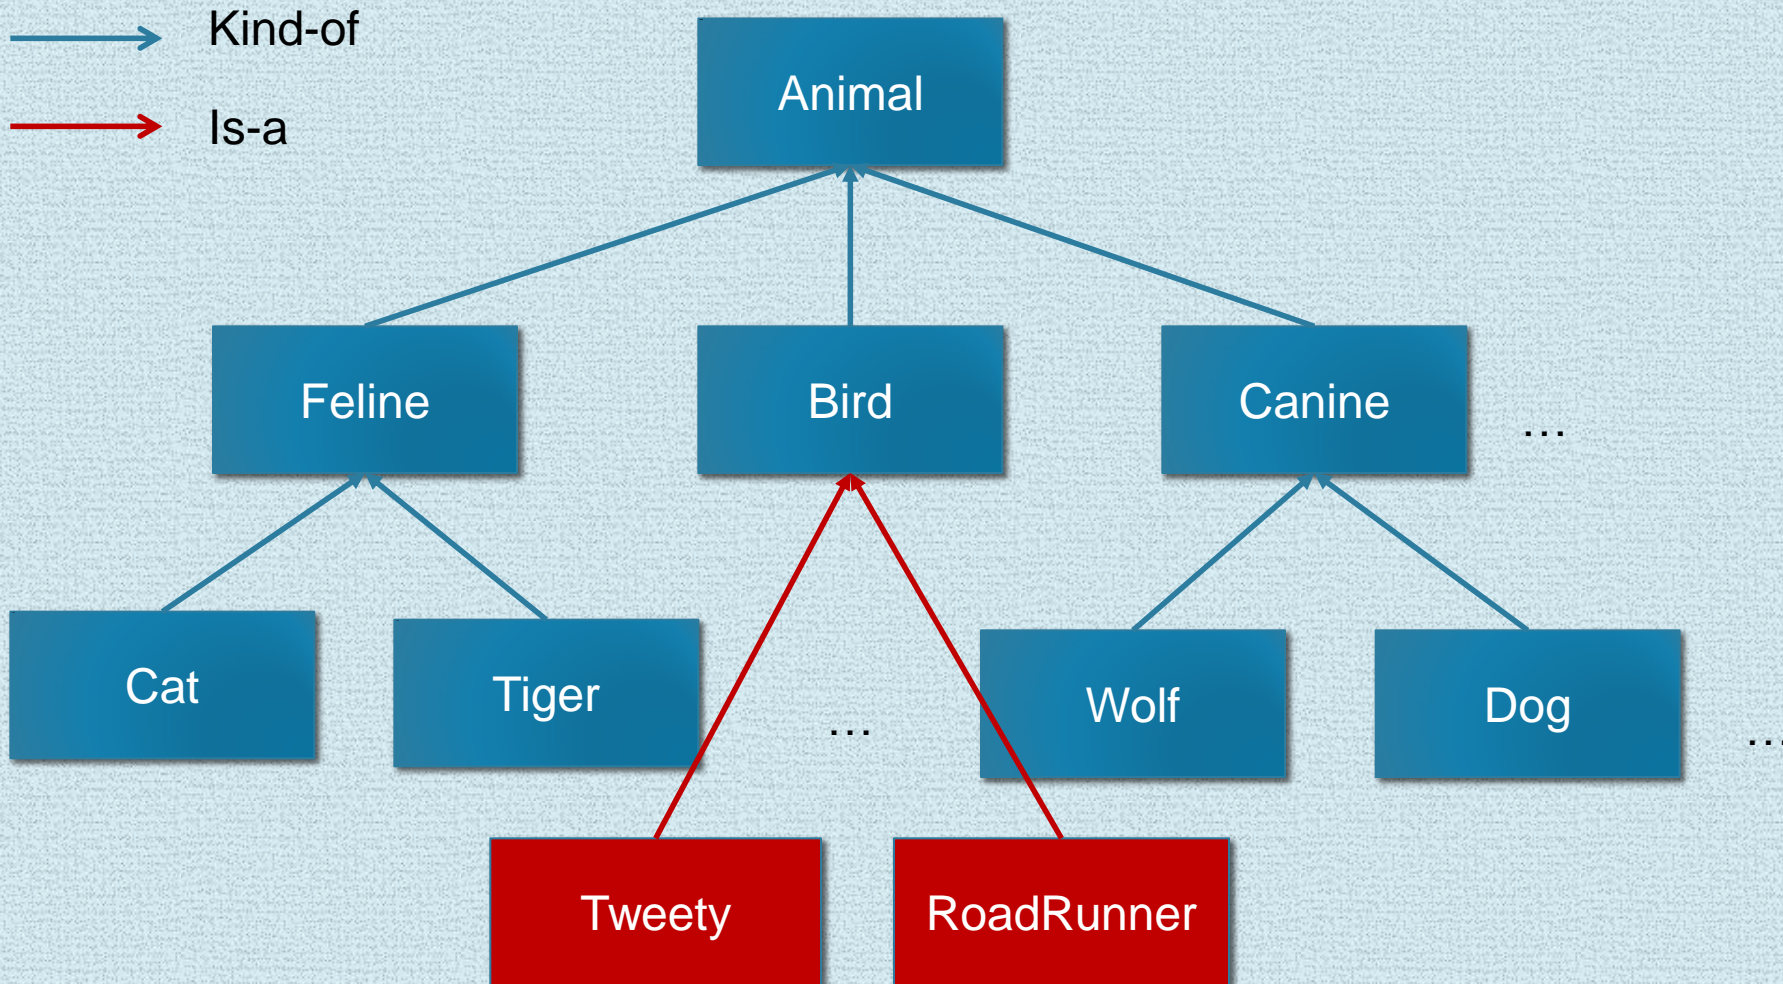 Kind-of
Is-a
Animal
Feline
Bird
Canine
...
Cat
Tiger
...
Wolf
Dog
...
Tweety
RoadRunner